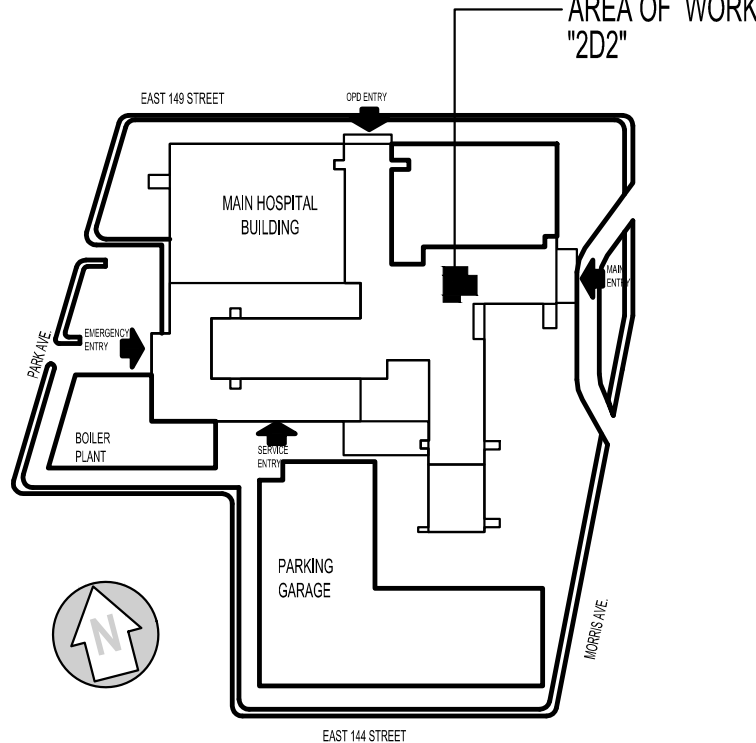 AREA OF WORK
"2D2"
EAST 149 STREET
OPD ENTRY
MAIN HOSPITAL
BUILDING
MAIN
ENTRY
EMERGENCY
ENTRY
PARK AVE.
BOILER
PLANT
SERVICE
ENTRY
PARKING
GARAGE
N
MORRIS AVE.
EAST 144 STREET